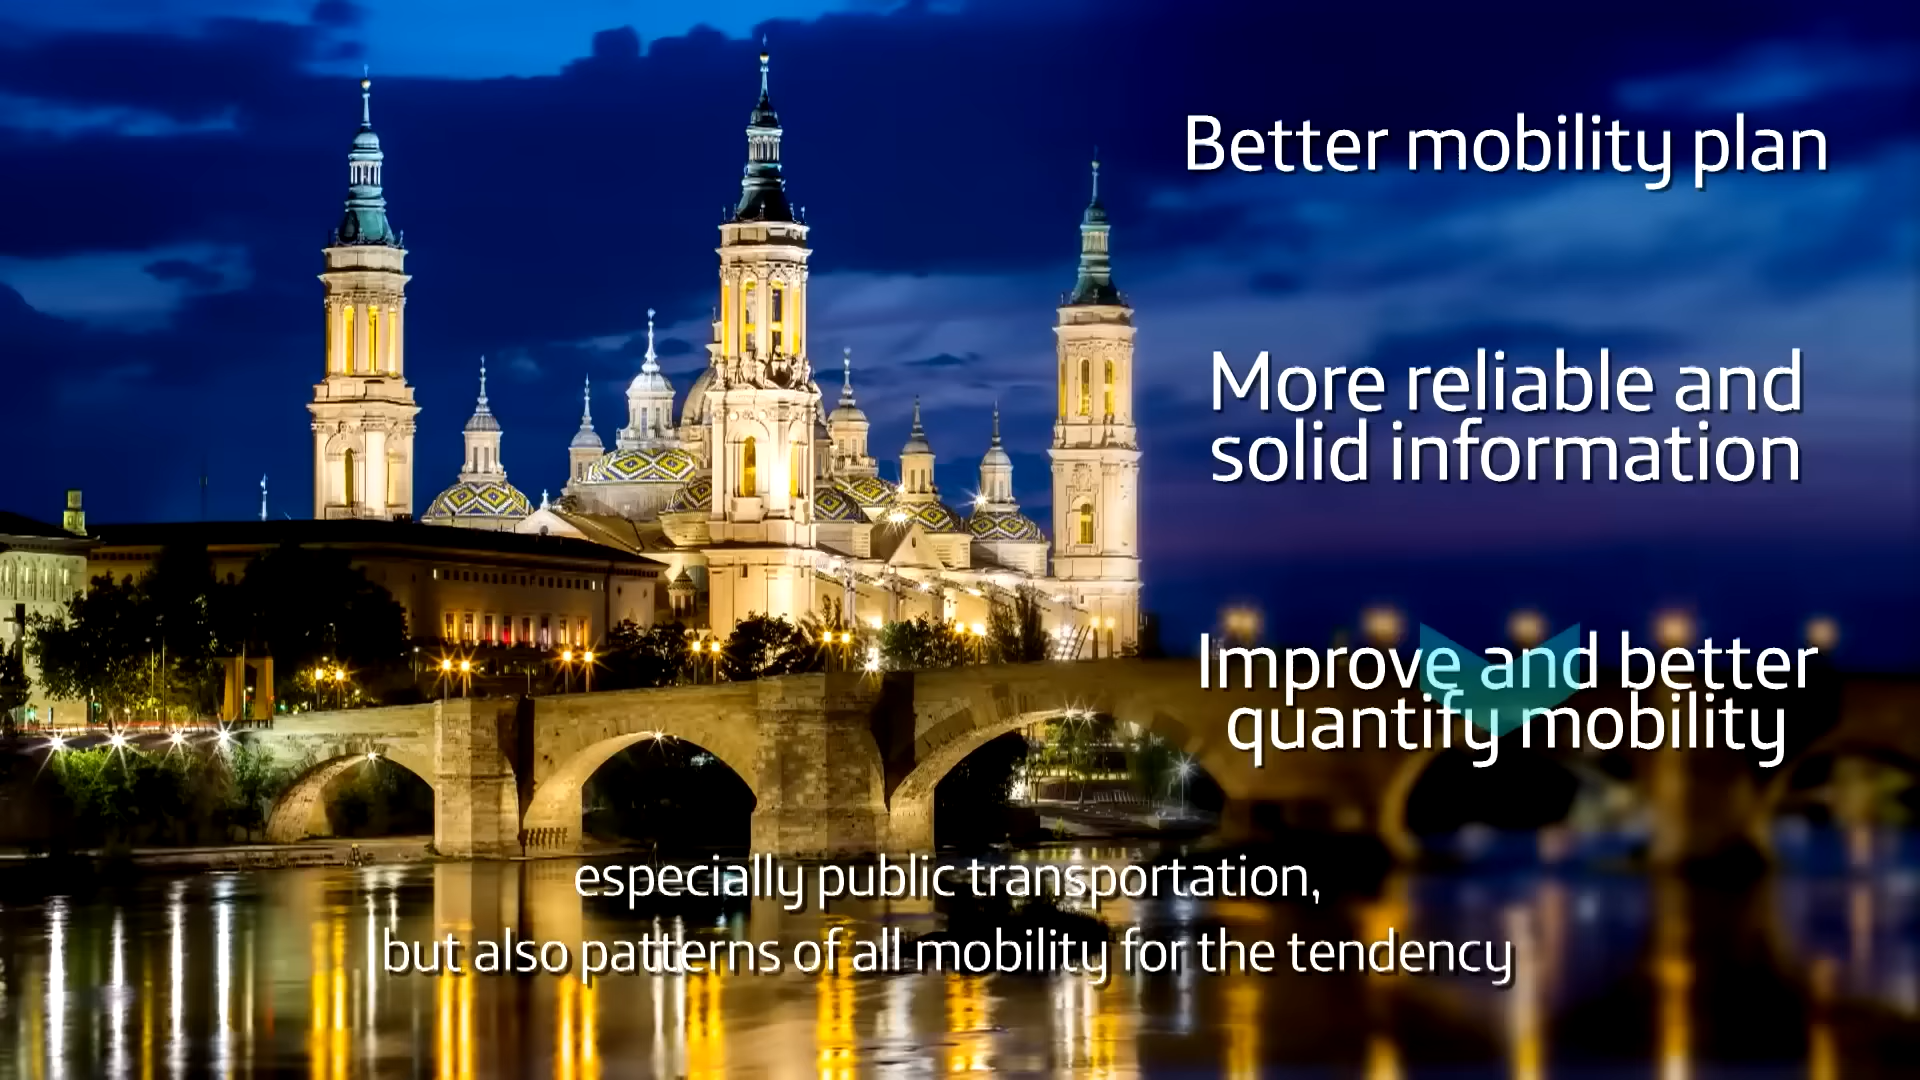 Better mobility plan
More reliable and
solid information
Improve and better
quantify mobility
especially public transportation,
but also patterns of all mobility for the tendency